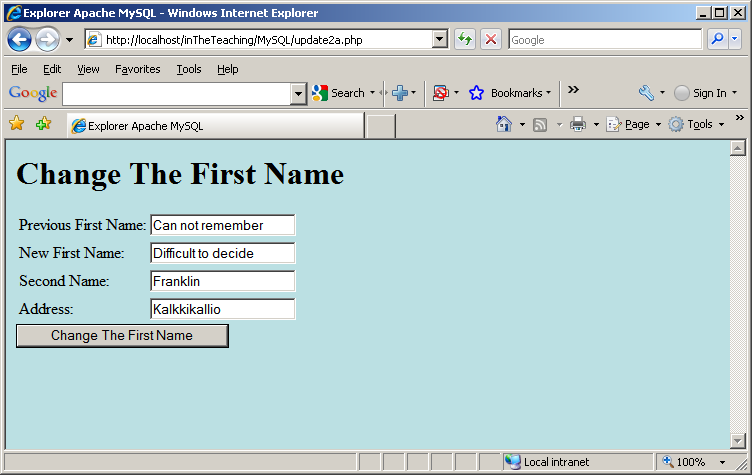 Explorer Apache MySQL - Windows Internet Explorer
http://localhost/inTheTeaching/MySQL/update2a.php
Google
File Edit View Favorites Tools Help
Google Search Bookmarks Sign In
Explorer Apache MySQL Page Tools
Change The First Name
Previous First Name: Can not remember
New First Name: Difficult to decide
Second Name: Franklin
Address: Kalkkikallio
Change The First Name
Local intranet 100%